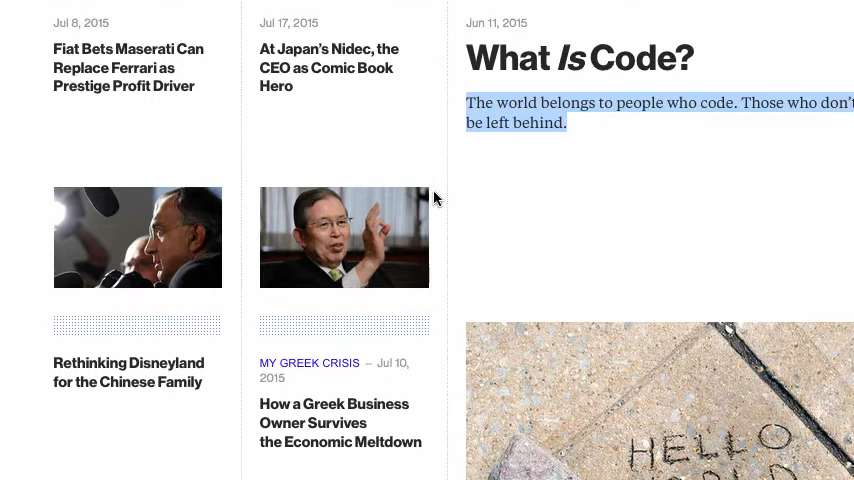 Jul 8, 2015
Fiat Bets Maserati Can
Replace Ferrari as
Prestige Profit Driver
Rethinking Disneyland
for the Chinese Family
Jul 17, 2015
At Japan's Nidec, the
CEO as Comic Book
Hero
MY GREEK CRISIS – Jul 10,
2015
How a Greek Business
Owner Survives
the Economic Meltdown
Jun 11, 2015
What Is Code?
The world belongs to people who code. Those who don't
be left behind.
HELLO